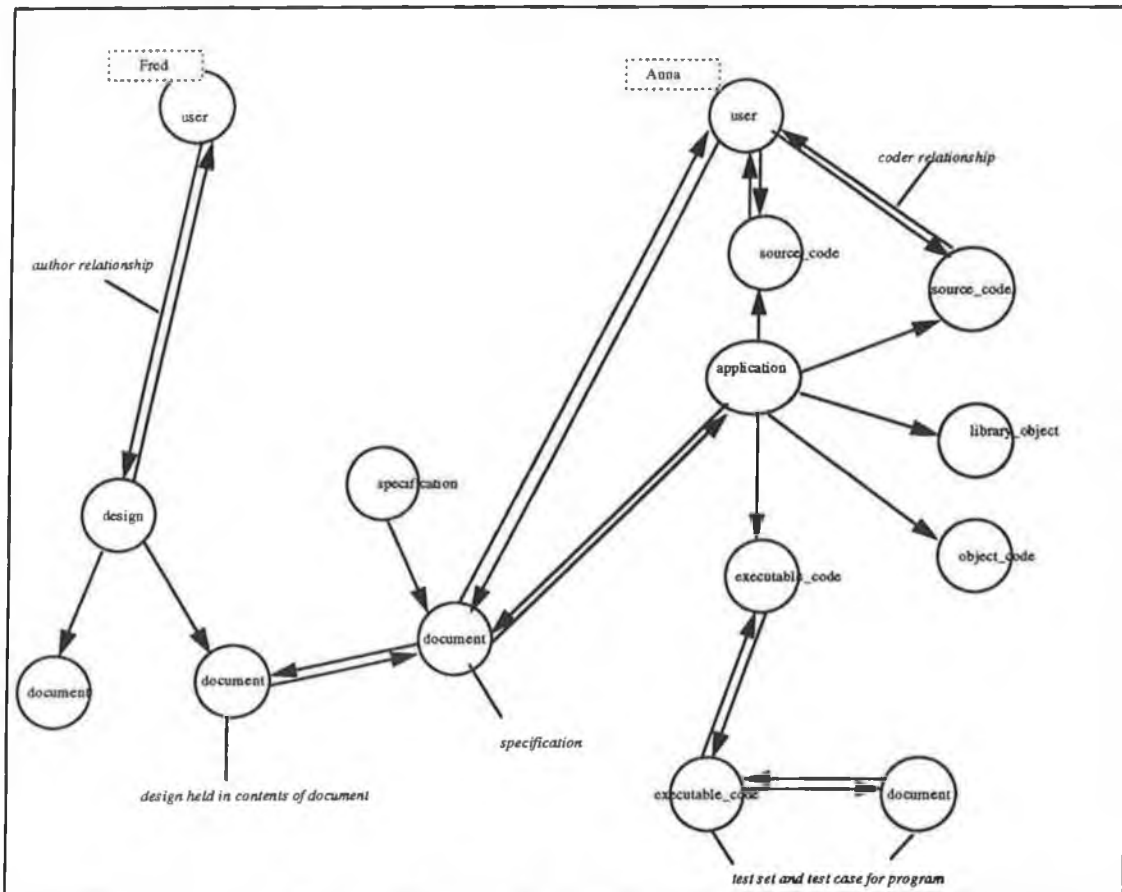 Fred
user
Anna
user
coder relationship
source_code
author relationship
source_code
application
library_object
specification
design
object_code
executable_code
document
document
document
specification
design held in contents of document
executable_code
document
test set and test case for program